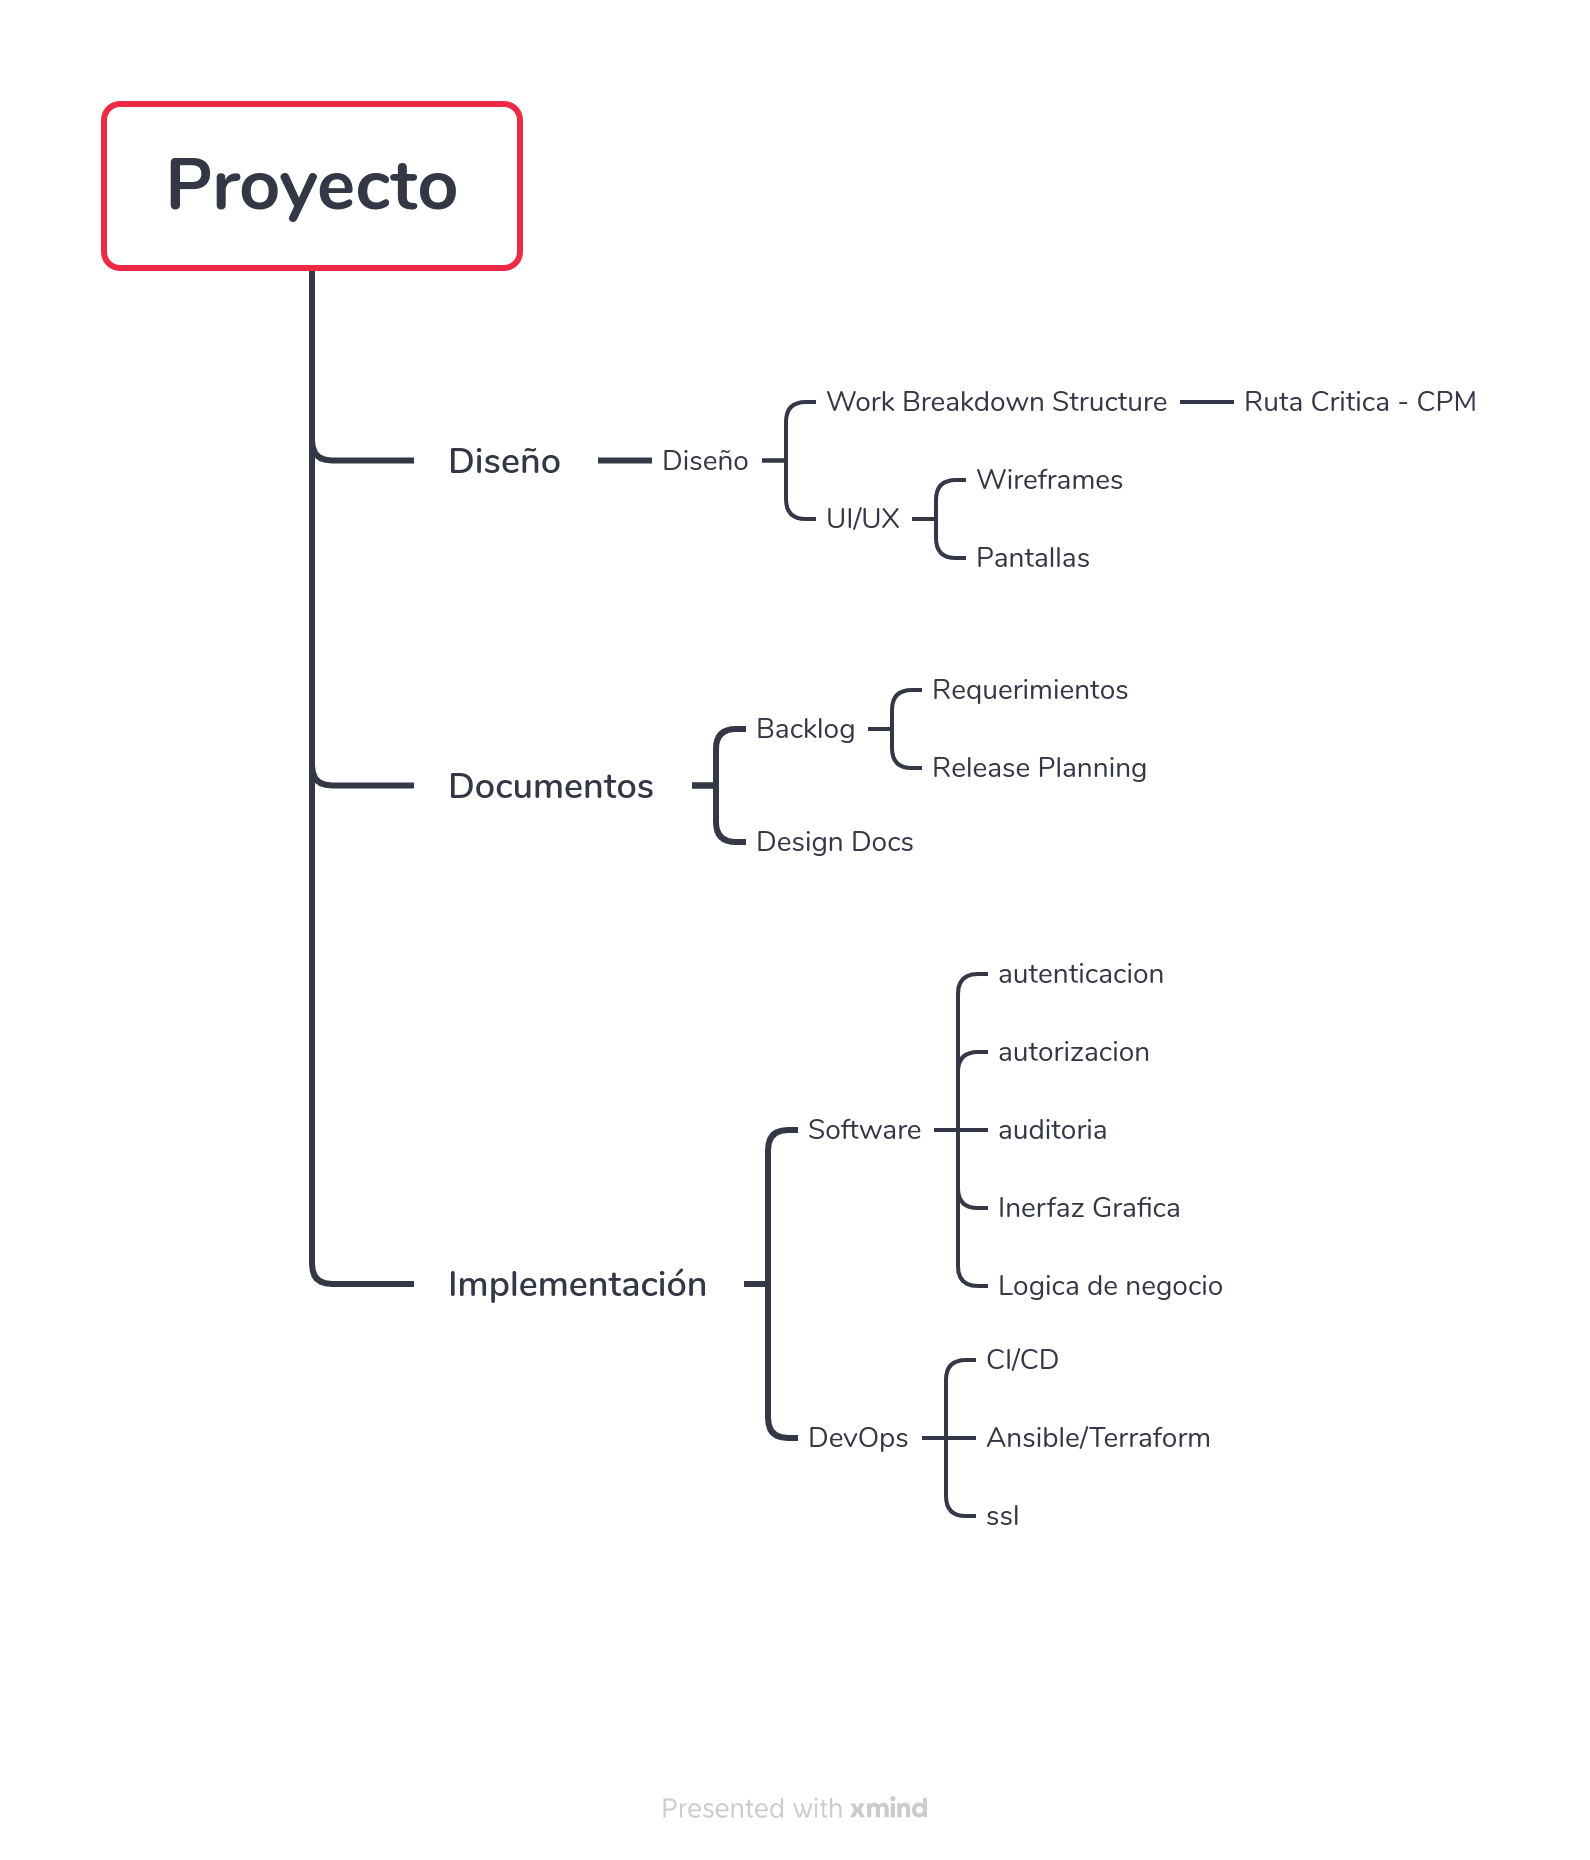 Proyecto
Diseño
Diseño
Work Breakdown Structure
Ruta Critica - CPM
UI/UX
Wireframes
Pantallas
Documentos
Backlog
Requerimientos
Release Planning
Design Docs
Implementación
Software
autenticacion
autorizacion
auditoria
Inerfaz Grafica
Logica de negocio
DevOps
CI/CD
Ansible/Terraform
ssl
Presented with xmind